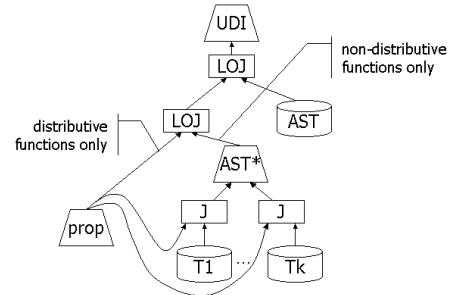 UDI
LOJ
non-distributive
functions only
LOJ
AST
distributive
functions only
AST*
J
J
prop
T1
...
Tk